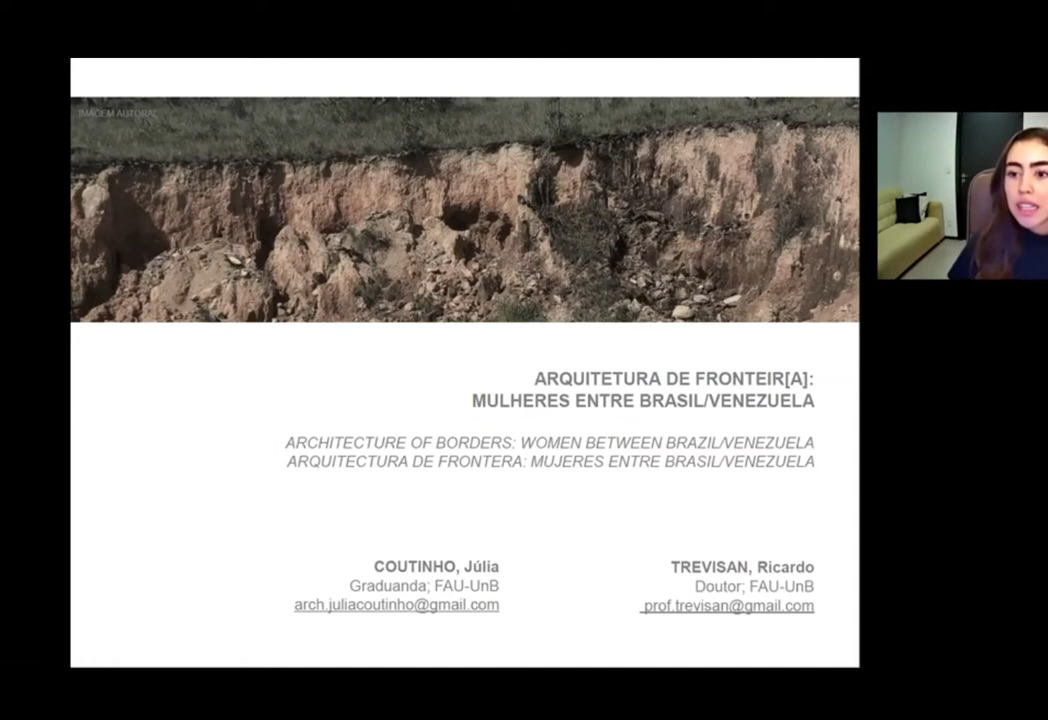 IMAGEM AUTORAL
ARQUITETURA DE FRONTEIR[A]:
MULHERES ENTRE BRASIL/VENEZUELA
ARCHITECTURE OF BORDERS: WOMEN BETWEEN BRAZIL/VENEZUELA
ARQUITECTURA DE FRONTERA: MUJERES ENTRE BRASIL/VENEZUELA
COUTINHO, Júlia
Graduanda; FAU-UnB
arch.juliacoutinho@gmail.com
TREVISAN, Ricardo
Doutor; FAU-UnB
prof.trevisan@gmail.com